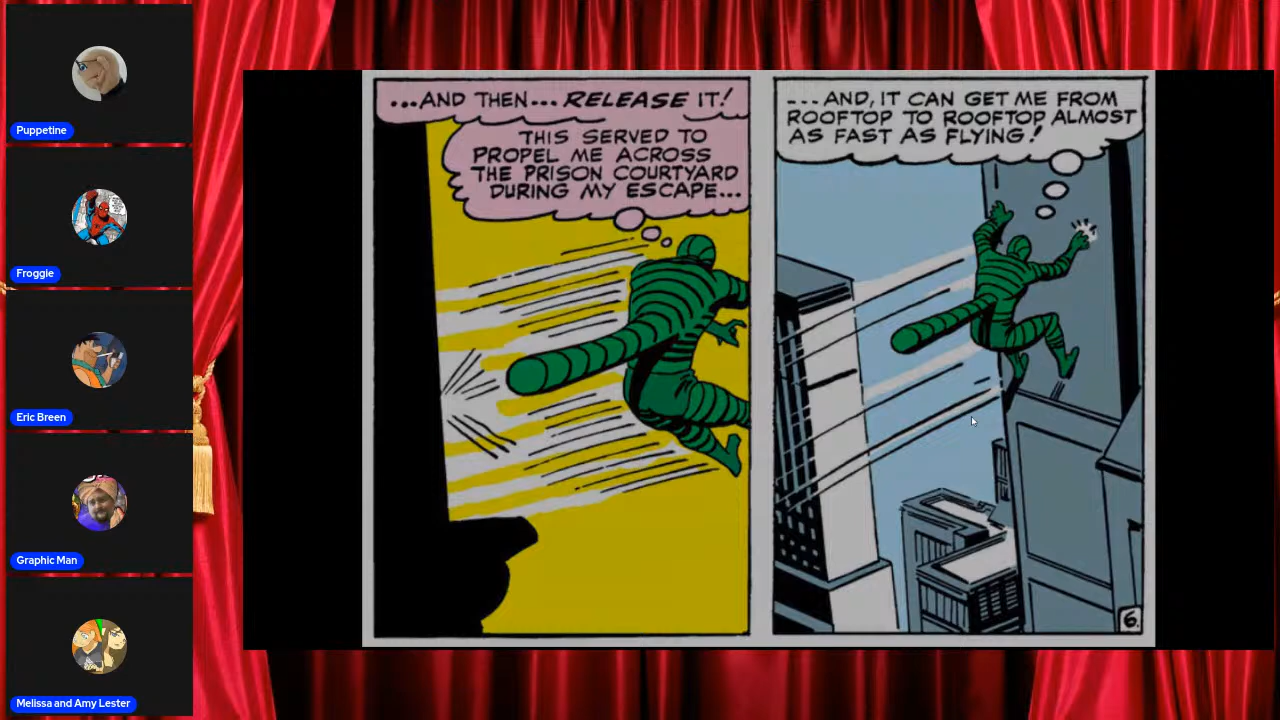 Puppetine
Froggie
Eric Breen
Graphic Man
Melissa and Amy Lester
...AND THEN... RELEASE IT!
THIS SERVED TO
PROPEL ME ACROSS
THE PRISON COURTYARD
DURING MY ESCAPE...
...AND, IT CAN GET ME FROM
ROOFTOP TO ROOFTOP ALMOST
AS FAST AS FLYING!
6.